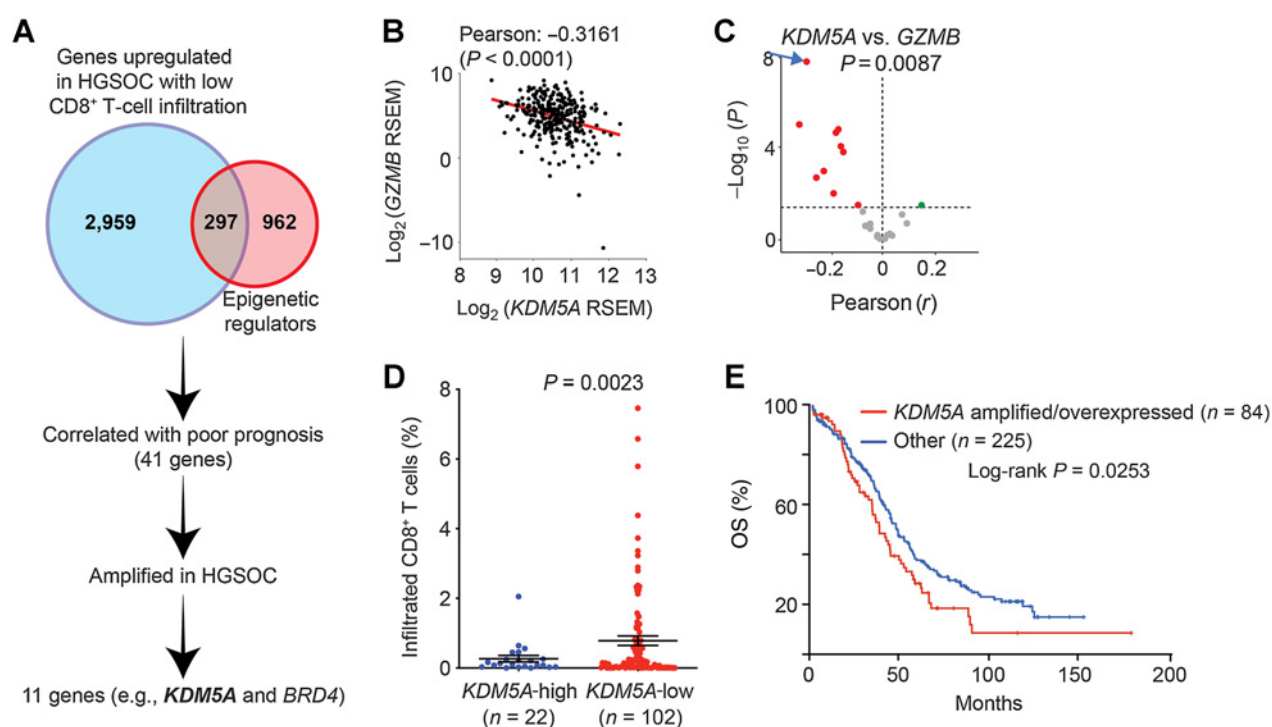 A
Genes upregulated
in HGSOC with low
CD8⁺ T-cell infiltration
2,959
297
962
Epigenetic
regulators
Correlated with poor prognosis
(41 genes)
Amplified in HGSOC
11 genes (e.g., KDM5A and BRD4)
B
Pearson: −0.3161
(P < 0.0001)
Log₂ (GZMB RSEM)
10
0
−10
8
9
10
11
12
13
Log₂ (KDM5A RSEM)
C
KDM5A vs. GZMB
P = 0.0087
−Log₁₀ (P)
8
4
0
−0.2
0
0.2
Pearson (r)
D
P = 0.0023
Infiltrated CD8⁺ T cells (%)
8
6
4
2
0
KDM5A-high
(n = 22)
KDM5A-low
(n = 102)
E
KDM5A amplified/overexpressed (n = 84)
Other (n = 225)
Log-rank P = 0.0253
OS (%)
100
60
20
0
50
100
150
200
Months